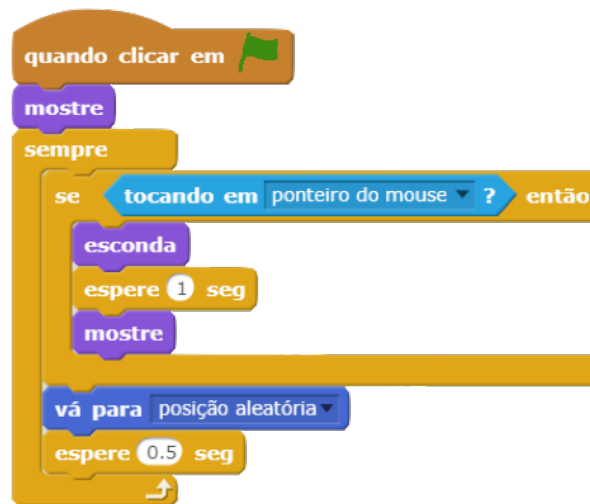 quando clicar em
mostre
sempre
se tocando em ponteiro do mouse ? então
esconda
espere 1 seg
mostre
vá para posição aleatória
espere 0.5 seg